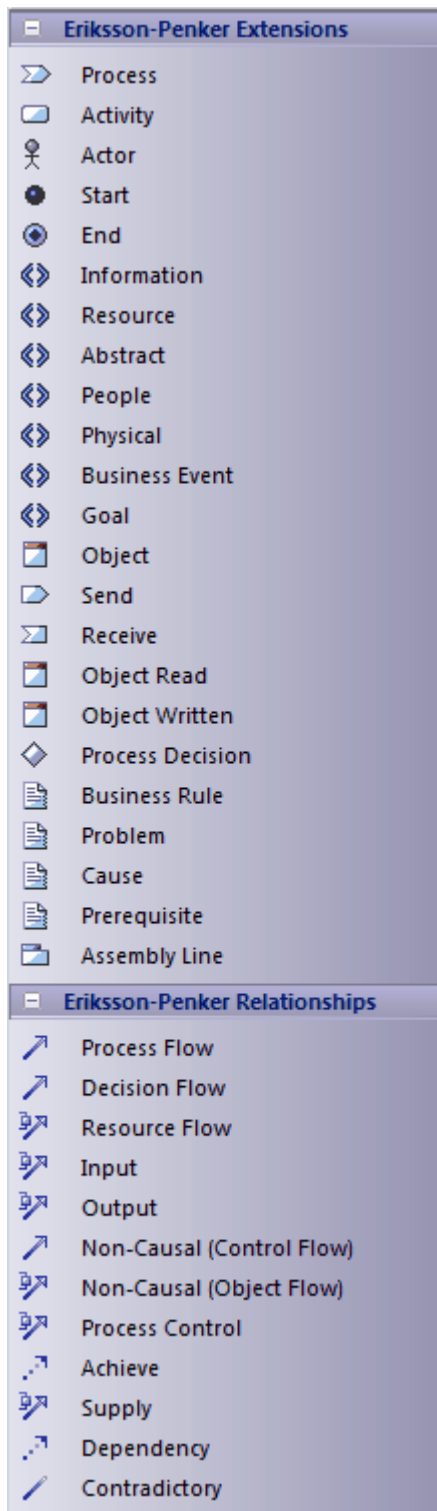 Eriksson-Penker Extensions
Process
Activity
Actor
Start
End
Information
Resource
Abstract
People
Physical
Business Event
Goal
Object
Send
Receive
Object Read
Object Written
Process Decision
Business Rule
Problem
Cause
Prerequisite
Assembly Line
Eriksson-Penker Relationships
Process Flow
Decision Flow
Resource Flow
Input
Output
Non-Causal (Control Flow)
Non-Causal (Object Flow)
Process Control
Achieve
Supply
Dependency
Contradictory